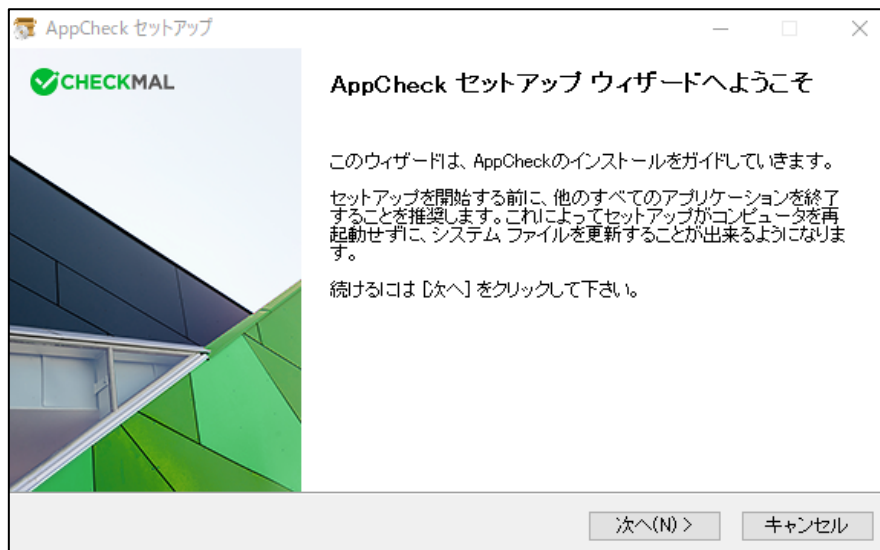 AppCheck セットアップ
CHECKMAL
AppCheck セットアップ ウィザードへようこそ
このウィザードは、AppCheckのインストールをガイドしていきます。
セットアップを開始する前に、他のすべてのアプリケーションを終了
することを推奨します。これによってセットアップがコンピュータを再
起動せずに、システム ファイルを更新することが出来るようになりま
す。
続けるには [次へ] をクリックして下さい。
次へ(N) >
キャンセル